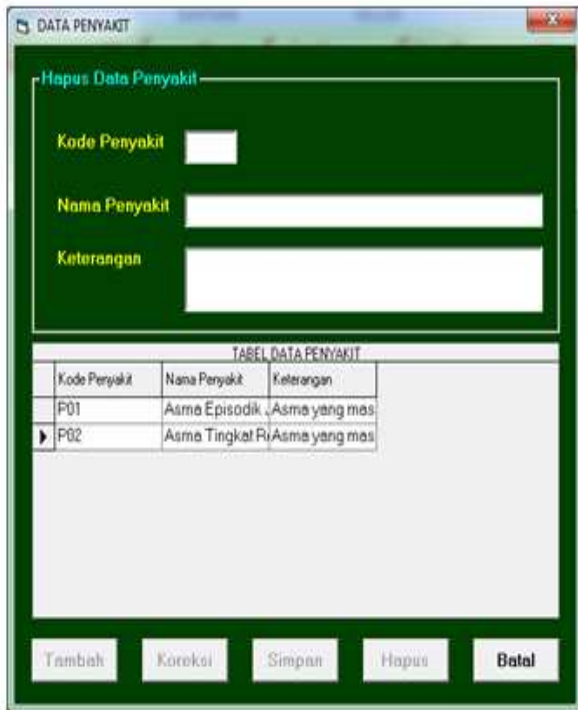 DATA PENYAKIT
Hapus Data Penyakit
Kode Penyakit
Nama Penyakit
Keterangan
TABEL DATA PENYAKIT
Kode Penyakit Nama Penyakit Keterangan
P01 Asma Episodik Asma yang mas
P02 Asma Tingkat R Asma yang mas
Tambah Koreksi Simpan Hapus Batal